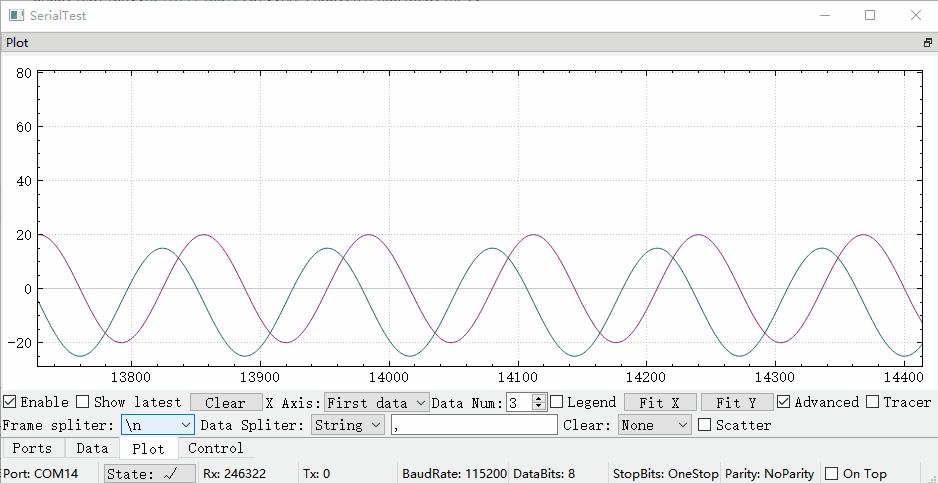 SerialTest
Plot
80
60
40
20
0
-20
13800 13900 14000 14100 14200 14300 14400
Enable Show latest Clear X Axis: First data Data Num: 3 Legend Fit X Fit Y Advanced Tracer
Frame spliter: \n Data Spliter: String , Clear: None Scatter
Ports Data Plot Control
Port: COM14 State: ✓ Rx: 246322 Tx: 0 BaudRate: 115200 DataBits: 8 StopBits: OneStop Parity: NoParity On Top